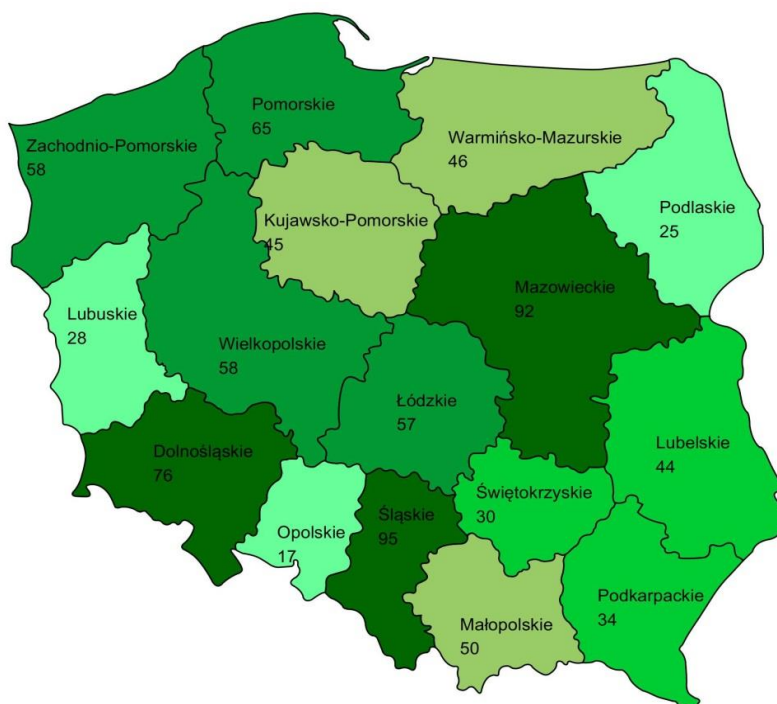 Pomorskie
65
Zachodnio-Pomorskie
58
Warmińsko-Mazurskie
46
Podlaskie
25
Kujawsko-Pomorskie
45
Mazowieckie
92
Lubuskie
28
Wielkopolskie
58
Łódzkie
57
Lubelskie
44
Dolnośląskie
76
Świętokrzyskie
30
Śląskie
95
Opolskie
17
Podkarpackie
34
Małopolskie
50